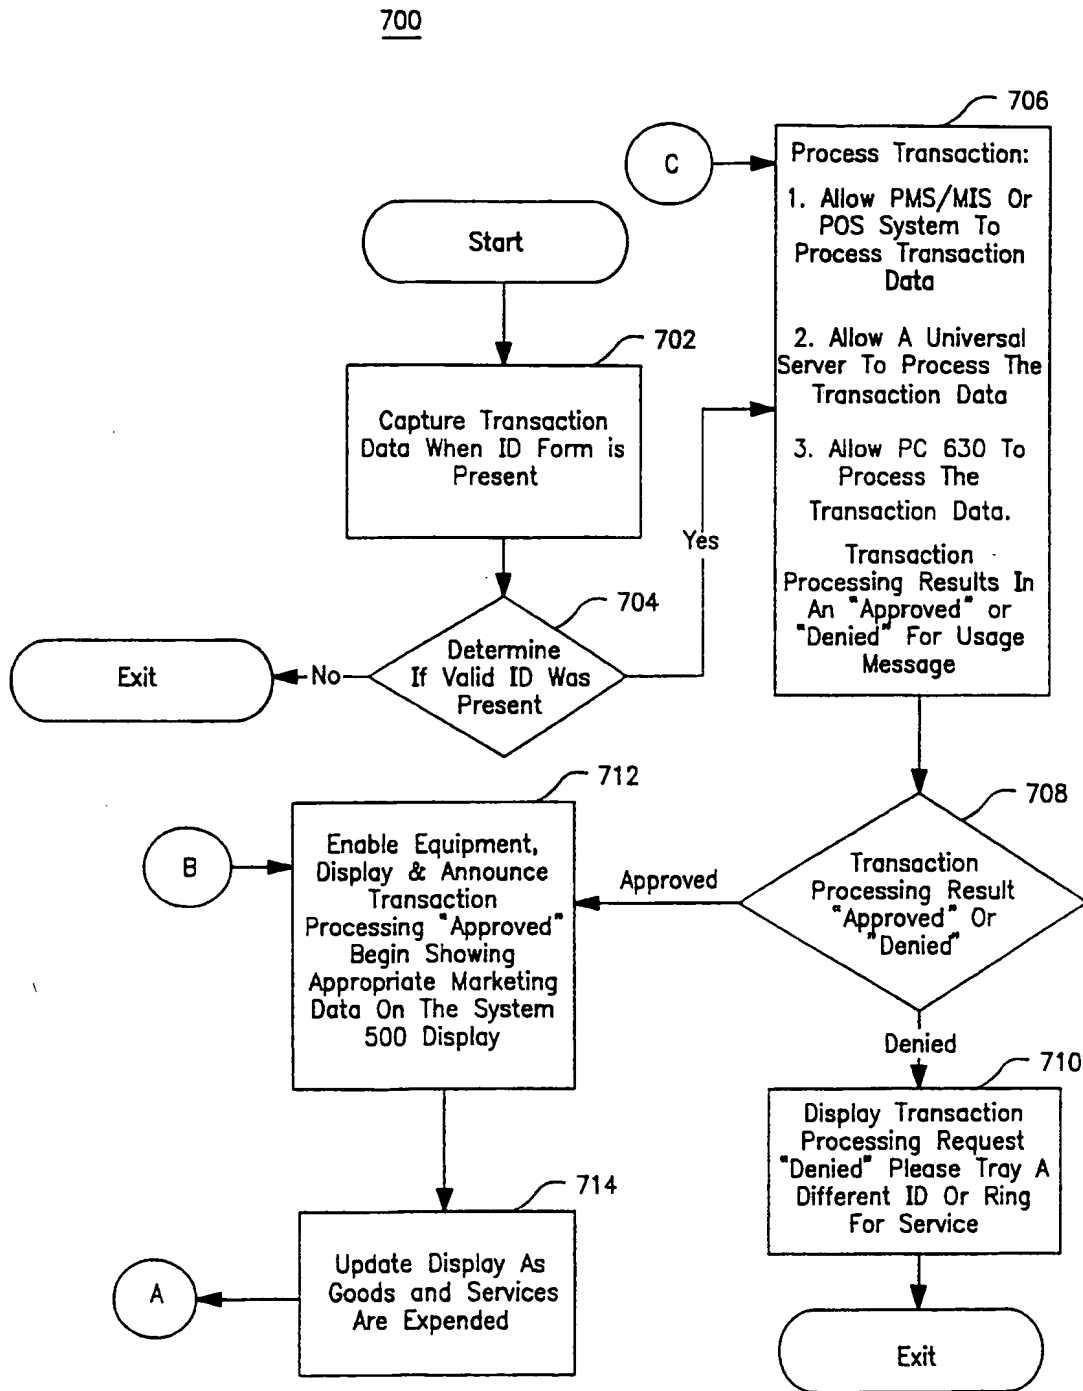 700
706
C
Process Transaction:
1. Allow PMS/MIS Or
POS System To
Process Transaction
Data
2. Allow A Universal
Server To Process The
Transaction Data
3. Allow PC 630 To
Process The
Transaction Data.
Transaction
Processing Results In
An "Approved" or
"Denied" For Usage
Message
Start
702
Capture Transaction
Data When ID Form is
Present
Yes
704
Determine
If Valid ID Was
Present
No
Exit
712
B
Enable Equipment,
Display & Announce
Transaction
Processing "Approved"
Begin Showing
Appropriate Marketing
Data On The System
500 Display
Approved
708
Transaction
Processing Result
"Approved" Or
"Denied"
Denied
710
Display Transaction
Processing Request
"Denied" Please Tray A
Different ID Or Ring
For Service
714
Update Display As
Goods and Services
Are Expended
A
Exit